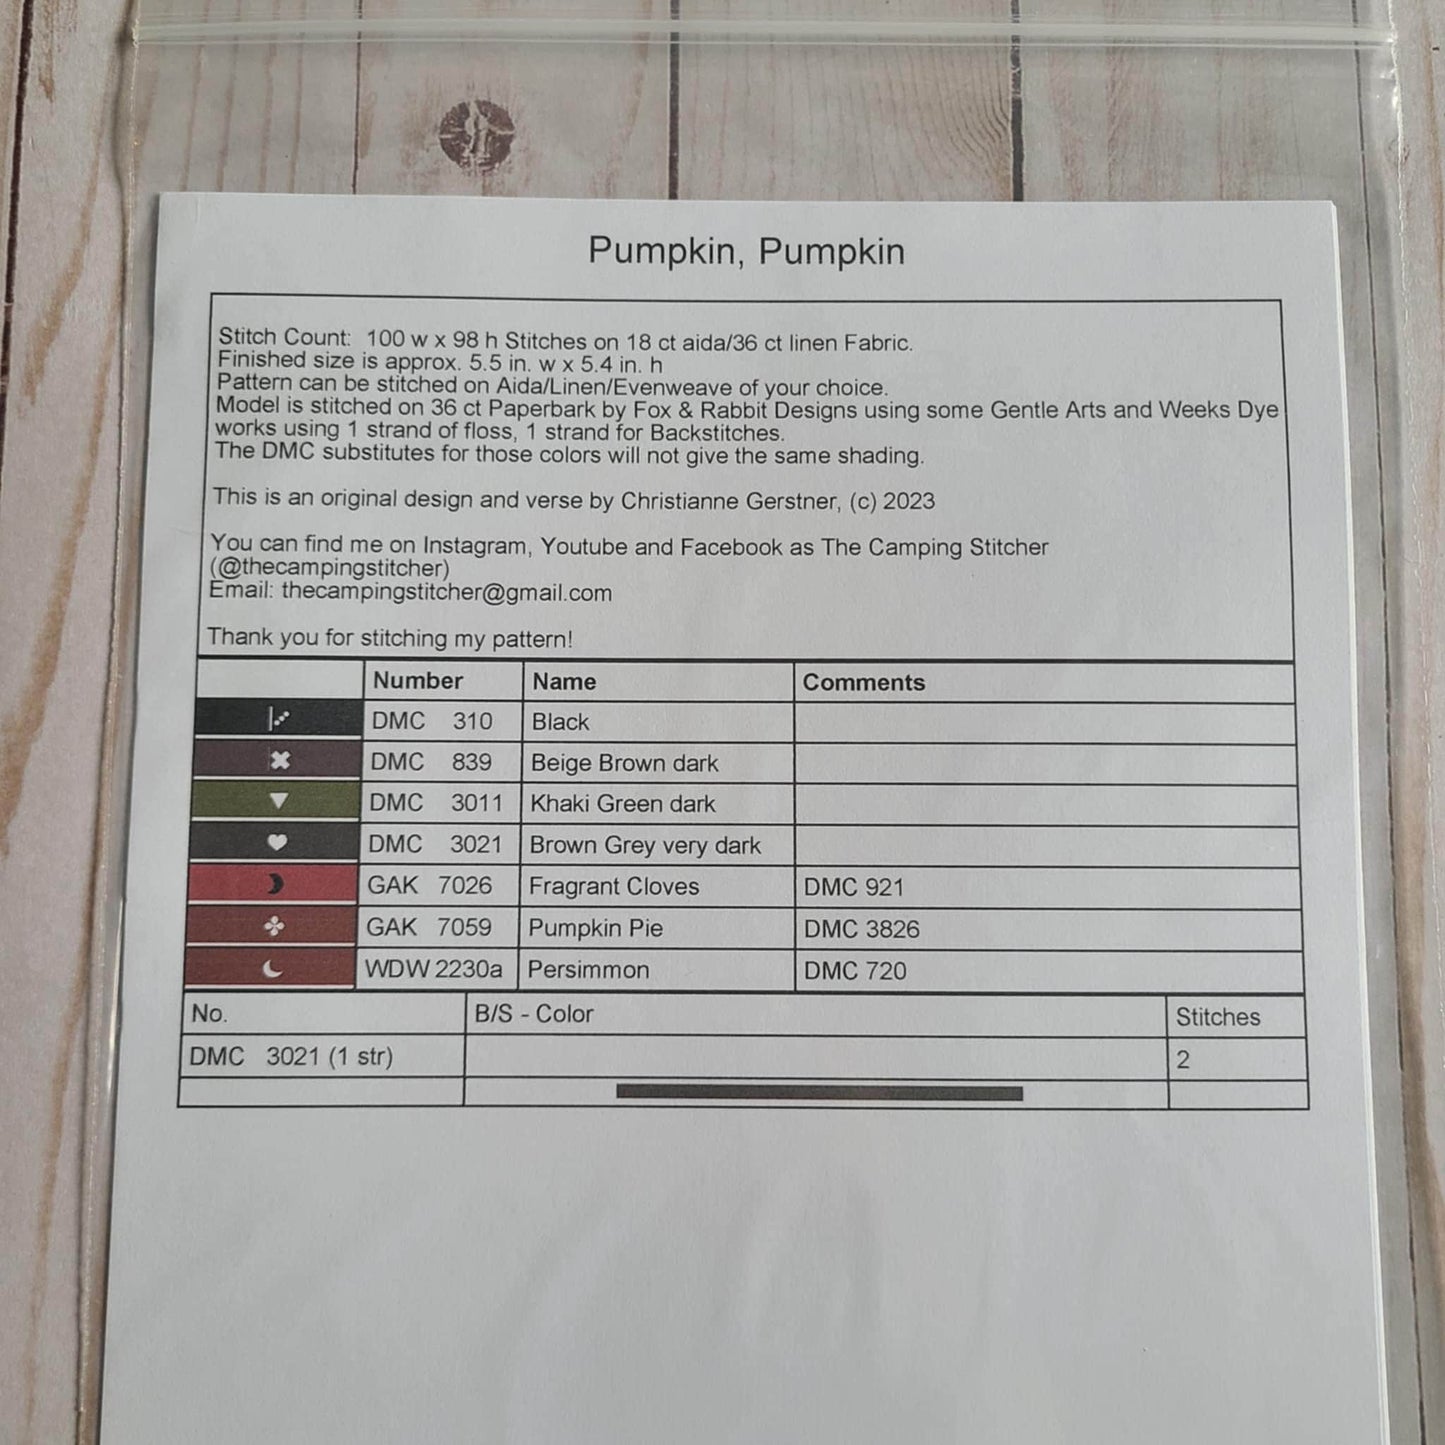 Pumpkin, Pumpkin
Stitch Count: 100 w x 98 h Stitches on 18 ct aida/36 ct linen Fabric.
Finished size is approx. 5.5 in. w x 5.4 in. h
Pattern can be stitched on Aida/Linen/Evenweave of your choice.
Model is stitched on 36 ct Paperbark by Fox & Rabbit Designs using some Gentle Arts and Weeks Dye
works using 1 strand of floss, 1 strand for Backstitches.
The DMC substitutes for those colors will not give the same shading.
This is an original design and verse by Christianne Gerstner, (c) 2023
You can find me on Instagram, Youtube and Facebook as The Camping Stitcher
(@thecampingstitcher)
Email: thecampingstitcher@gmail.com
Thank you for stitching my pattern!
Number Name Comments
DMC 310 Black
DMC 839 Beige Brown dark
DMC 3011 Khaki Green dark
DMC 3021 Brown Grey very dark
GAK 7026 Fragrant Cloves DMC 921
GAK 7059 Pumpkin Pie DMC 3826
WDW 2230a Persimmon DMC 720
No. B/S - Color Stitches
DMC 3021 (1 str) 2